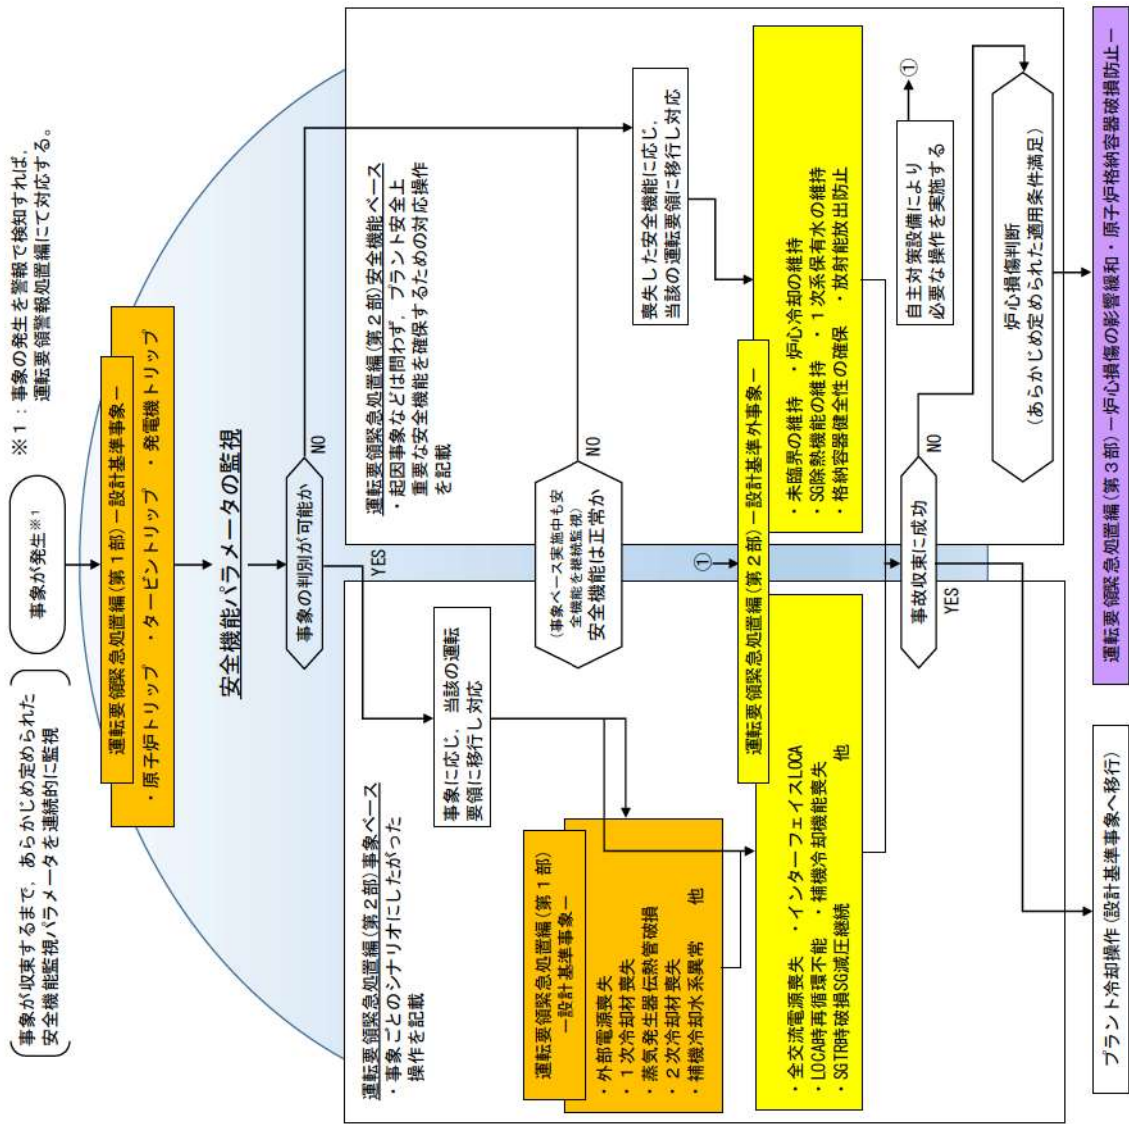 事象が収束するまで，あらかじめ定められた
安全機能監視パラメータを連続的に監視
事象が発生※1
※１：事象の発生を警報で検知すれば，
運転要領警報処置編にて対応する。
運転要領緊急処置編(第１部)－設計基準事象－
・原子炉トリップ ・タービントリップ ・発電機トリップ
安全機能パラメータの監視
事象の判別が可能か
YES
NO
運転要領緊急処置編(第２部)事象ベース
・事象ごとのシナリオにしたがった
操作を記載
運転要領緊急処置編(第２部)安全機能ベース
・起因事象などは問わず，プラント安全上
重要な安全機能を確保するための対応操作
を記載
事象に応じ，当該の運転
要領に移行し対応
(事象ベース実施中も安
全機能を継続監視)
安全機能は正常か
NO
喪失した安全機能に応じ，
当該の運転要領に移行し対応
運転要領緊急処置編(第１部)
－設計基準事象－
・外部電源喪失
・１次冷却材喪失
・蒸気発生器伝熱管破損
・２次冷却材喪失
・補機冷却水系異常 他
①
運転要領緊急処置編(第２部)－設計基準外事象－
・全交流電源喪失 ・インターフェイスLOCA
・LOCA時再循環不能 ・補機冷却機能喪失
・SGTR時破損SG減圧継続 他
・未臨界の維持 ・炉心冷却の維持
・SG除熱機能の維持 ・１次系保有水の維持
・格納容器健全性の確保 ・放射能放出防止
事故収束に成功
YES
NO
自主対策設備により
必要な操作を実施する
①
炉心損傷判断
(あらかじめ定められた適用条件満足)
プラント冷却操作(設計基準事象へ移行)
運転要領緊急処置編(第３部)－炉心損傷の影響緩和・原子炉格納容器破損防止－